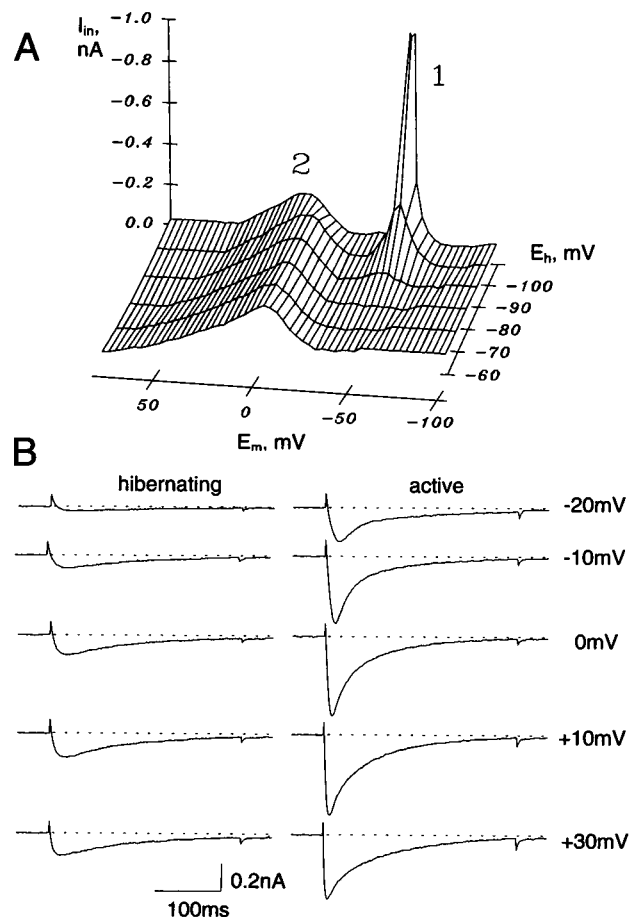 A
I_in,
nA
-1.0
-0.8
-0.6
-0.4
-0.2
0.0
1
2
E_h, mV
-100
-90
-80
-70
-60
50
0
-50
-100
E_m, mV
B
hibernating
active
-20mV
-10mV
0mV
+10mV
+30mV
0.2nA
100ms